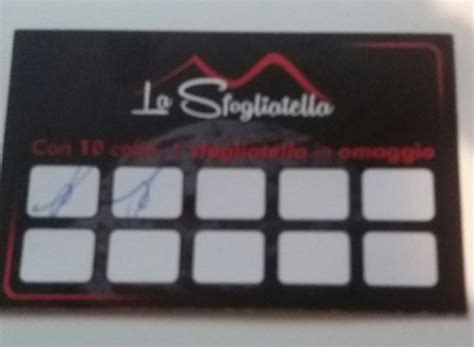 La Sfogliatella
Con 10 caffè 1 sfogliatella in omaggio